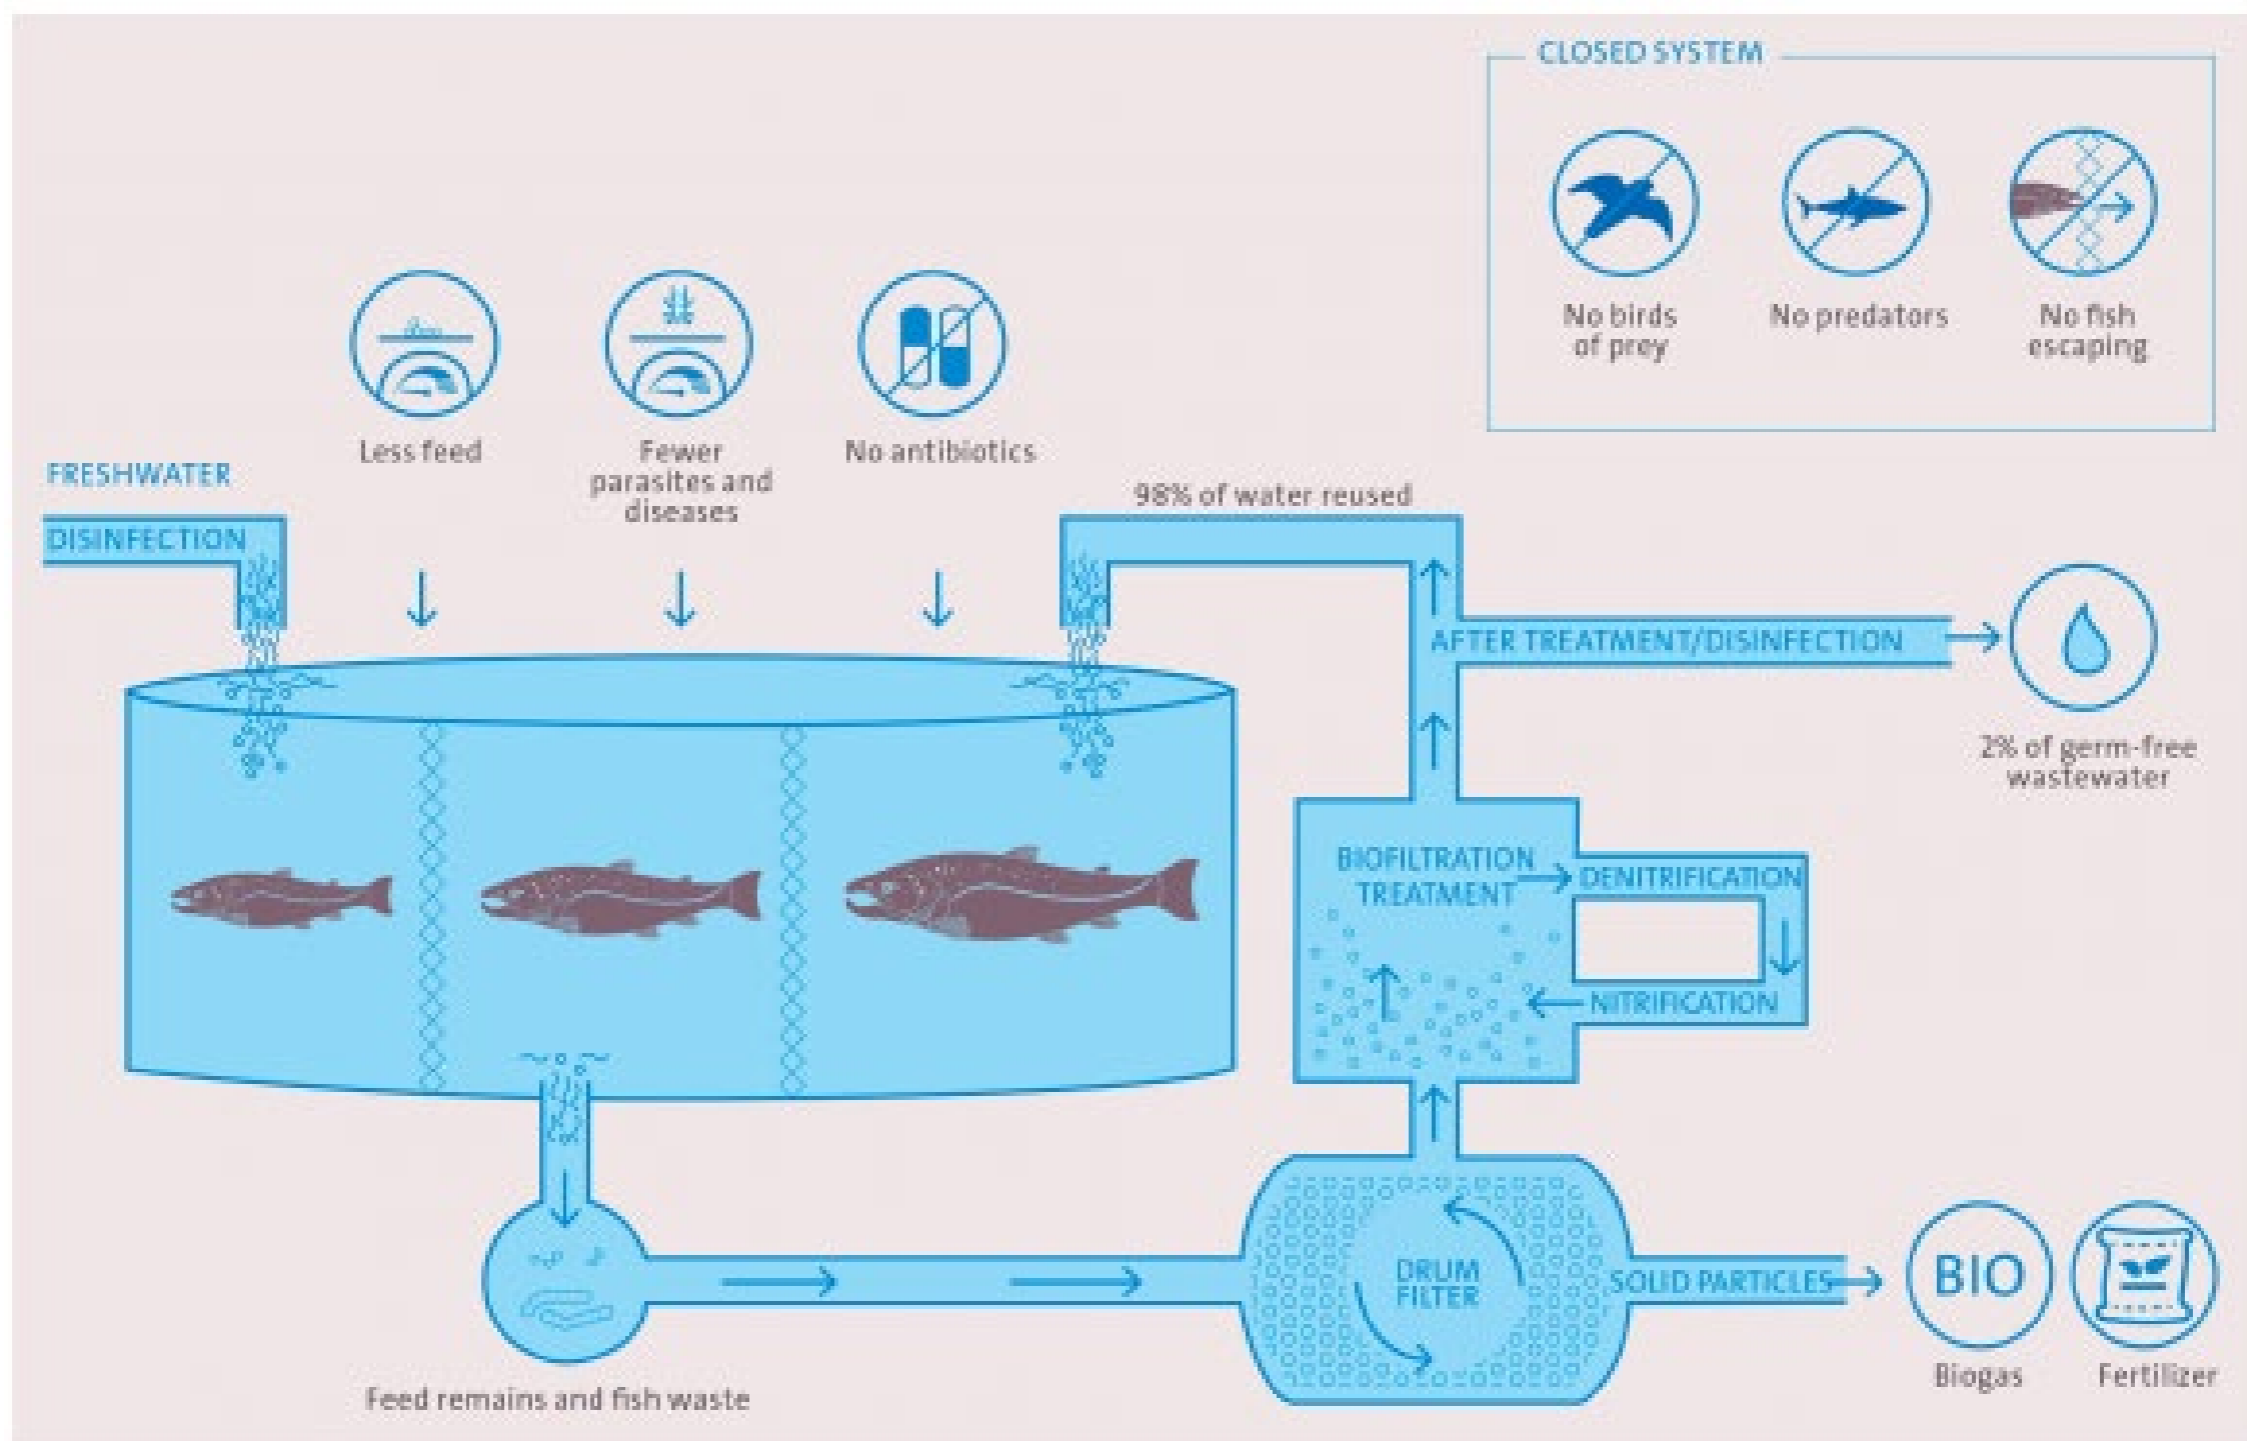 CLOSED SYSTEM
No birds
of prey
No predators
No fish
escaping
Less feed
Fewer
parasites and
diseases
No antibiotics
FRESHWATER
DISINFECTION
98% of water reused
AFTER TREATMENT/DISINFECTION
2% of germ-free
wastewater
BIOFILTRATION
TREATMENT
DENITRIFICATION
NITRIFICATION
DRUM
FILTER
SOLID PARTICLES
BIO
Biogas
Fertilizer
Feed remains and fish waste